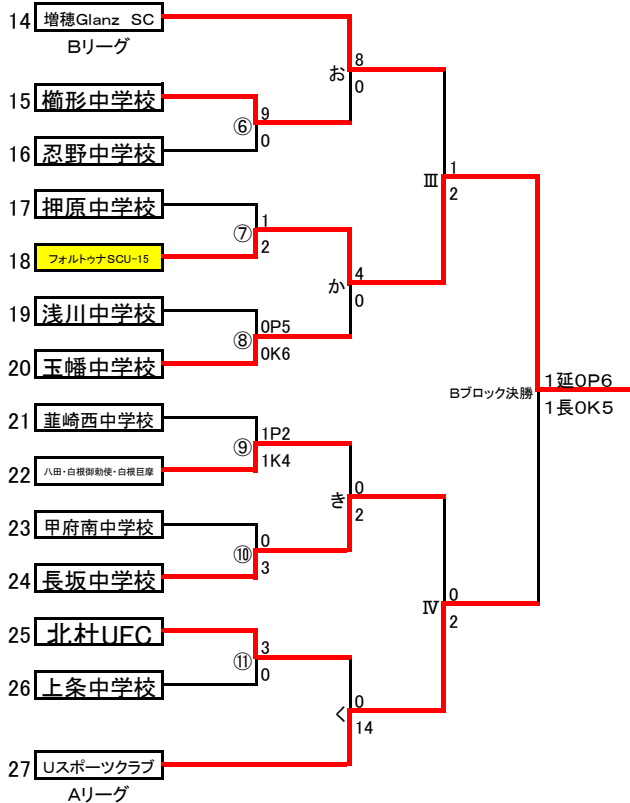 14 増穂Glanz SC
Bリーグ
8
お
0
15 櫛形中学校
9
⑥
0
16 忍野中学校
1
Ⅲ
2
17 押原中学校
1
⑦
2
18 フォルトゥナSCU-15
4
か
0
19 浅川中学校
0P5
⑧
0K6
20 玉幡中学校
1延0P6
Bブロック決勝
1長0K5
21 韮崎西中学校
1P2
⑨
1K4
22 八田・白根御勅使・白根巨摩
0
き
2
23 甲府南中学校
0
⑩
3
24 長坂中学校
0
Ⅳ
2
25 北杜UFC
3
⑪
0
26 上条中学校
0
く
14
27 Uスポーツクラブ
Aリーグ